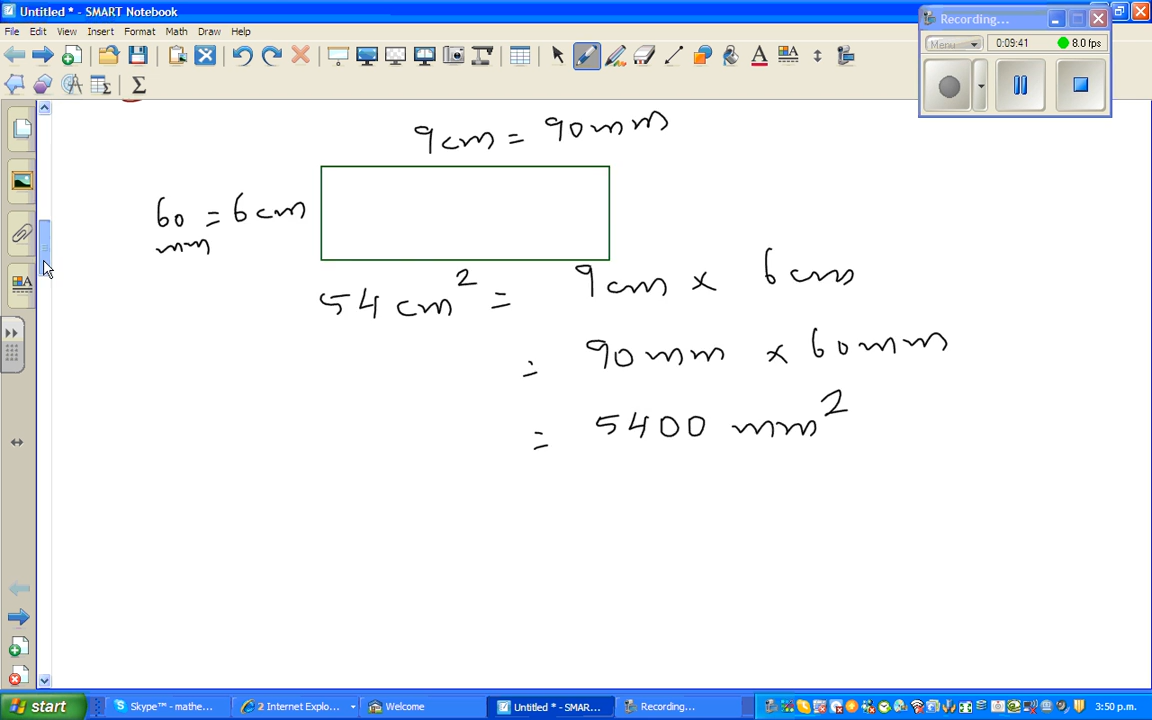 Untitled * - SMART Notebook
File Edit View Insert Format Math Draw Help
Recording...
Menu 0:09:41 8.0 fps
9cm = 90mm
60 = 6cm
mm
54 cm² = 9cm x 6cm
= 90mm x 60mm
= 5400 mm²
start Skype™ - mathe... 2 Internet Explo... Welcome Untitled * - SMAR... Recording... 3:50 p.m.